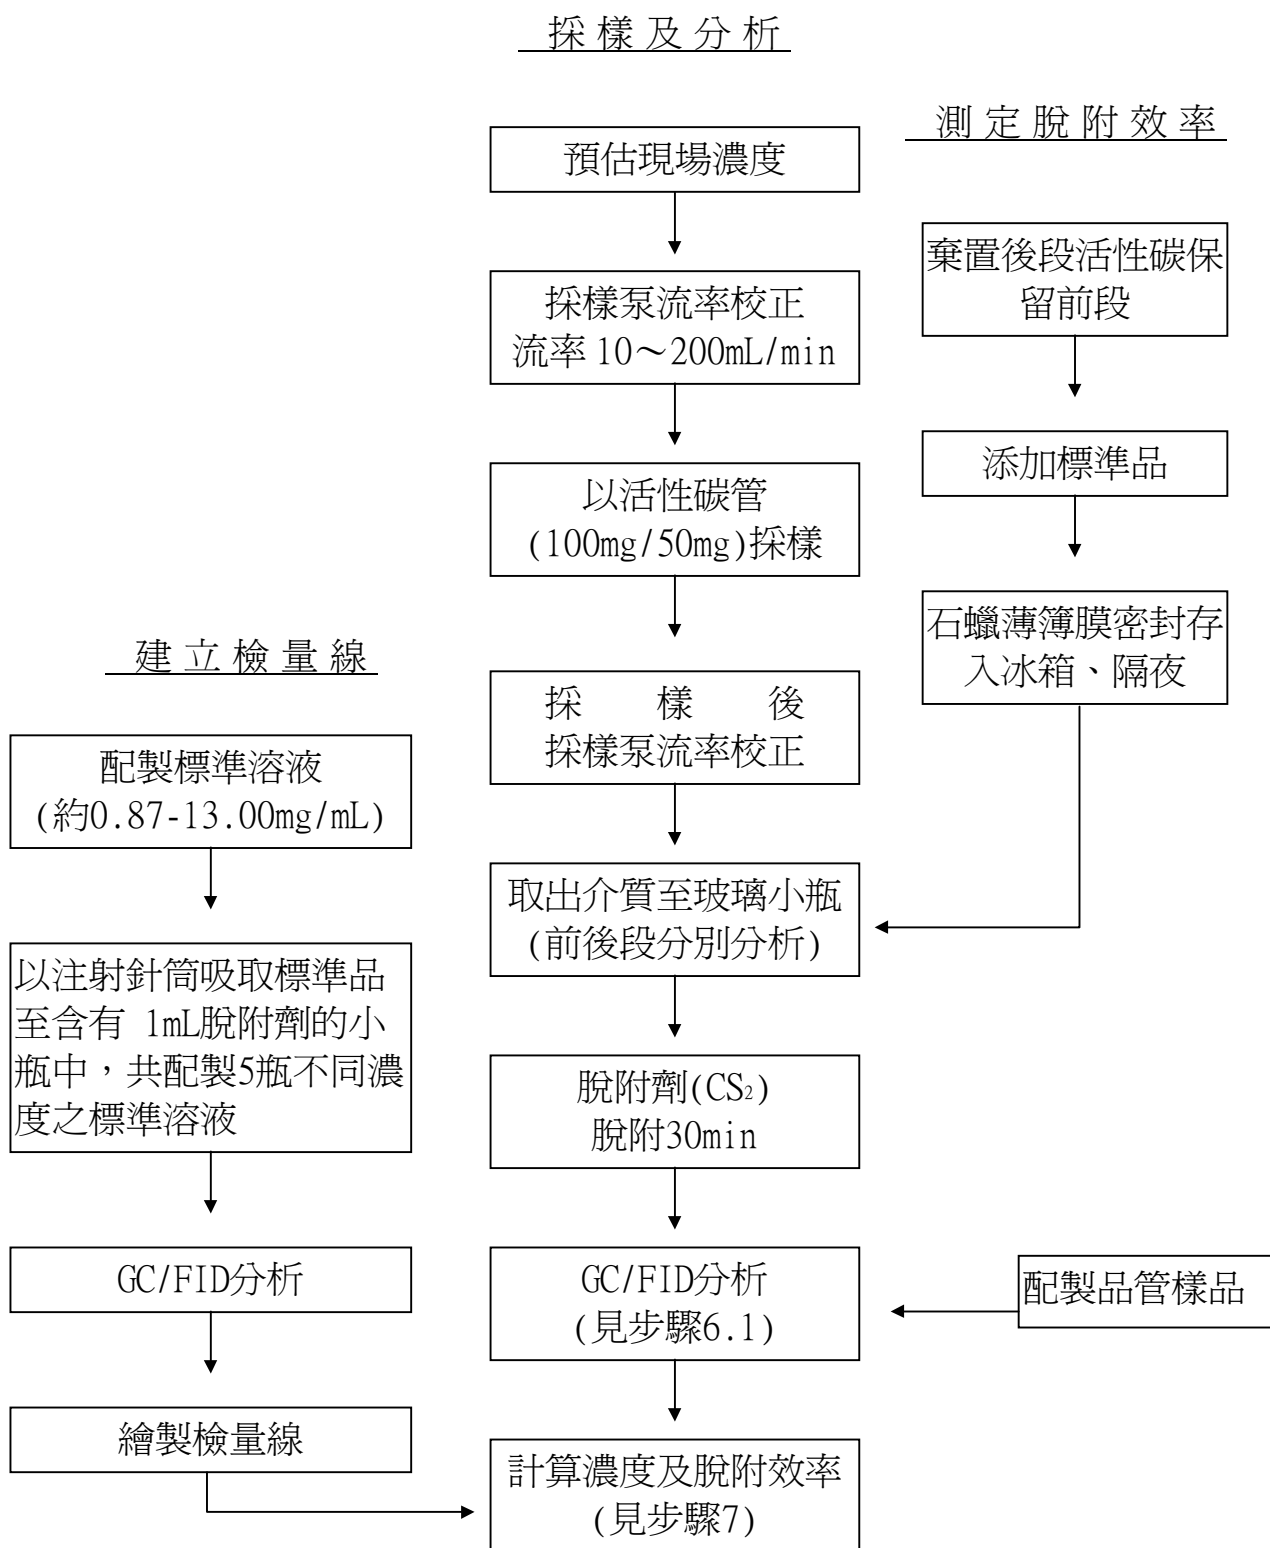 採樣及分析
測定脫附效率
預估現場濃度
棄置後段活性碳保
留前段
採樣泵流率校正
流率 10～200mL/min
添加標準品
以活性碳管
(100mg/50mg)採樣
石蠟薄簿膜密封存
入冰箱、隔夜
建立檢量線
採 樣 後
採樣泵流率校正
配製標準溶液
(約0.87-13.00mg/mL)
取出介質至玻璃小瓶
(前後段分別分析)
以注射針筒吸取標準品
至含有 1mL脫附劑的小
瓶中，共配製5瓶不同濃
度之標準溶液
脫附劑(CS₂)
脫附30min
GC/FID分析
GC/FID分析
(見步驟6.1)
配製品管樣品
繪製檢量線
計算濃度及脫附效率
(見步驟7)